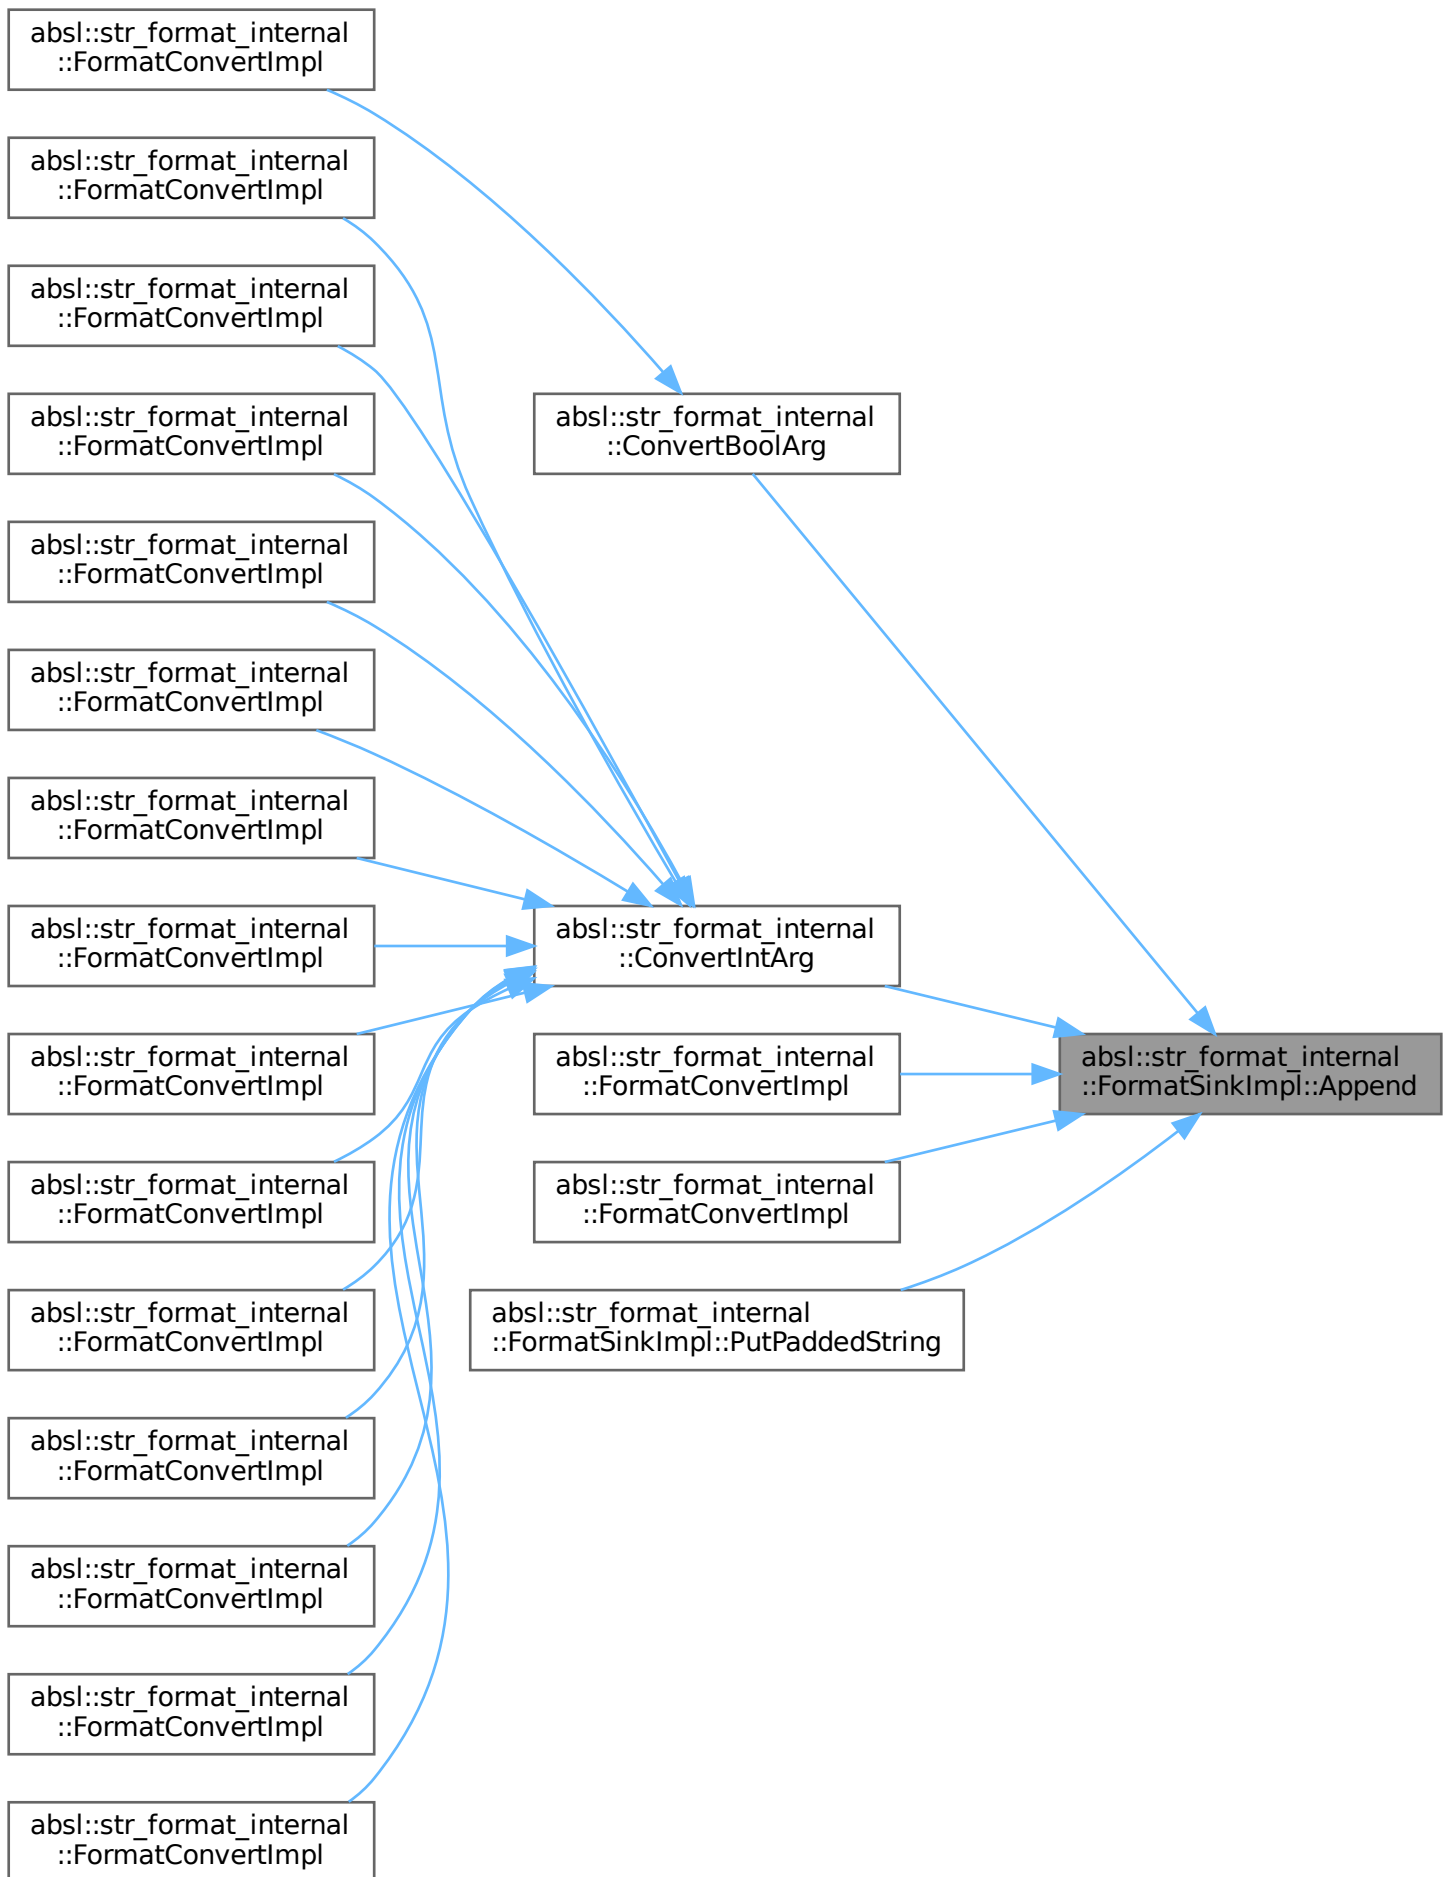 absl::str_format_internal
::FormatConvertImpl
absl::str_format_internal
::FormatConvertImpl
absl::str_format_internal
::FormatConvertImpl
absl::str_format_internal
::FormatConvertImpl
absl::str_format_internal
::FormatConvertImpl
absl::str_format_internal
::FormatConvertImpl
absl::str_format_internal
::FormatConvertImpl
absl::str_format_internal
::FormatConvertImpl
absl::str_format_internal
::FormatConvertImpl
absl::str_format_internal
::FormatConvertImpl
absl::str_format_internal
::FormatConvertImpl
absl::str_format_internal
::FormatConvertImpl
absl::str_format_internal
::FormatConvertImpl
absl::str_format_internal
::FormatConvertImpl
absl::str_format_internal
::FormatConvertImpl
absl::str_format_internal
::ConvertBoolArg
absl::str_format_internal
::ConvertIntArg
absl::str_format_internal
::FormatConvertImpl
absl::str_format_internal
::FormatConvertImpl
absl::str_format_internal
::FormatSinkImpl::PutPaddedString
absl::str_format_internal
::FormatSinkImpl::Append